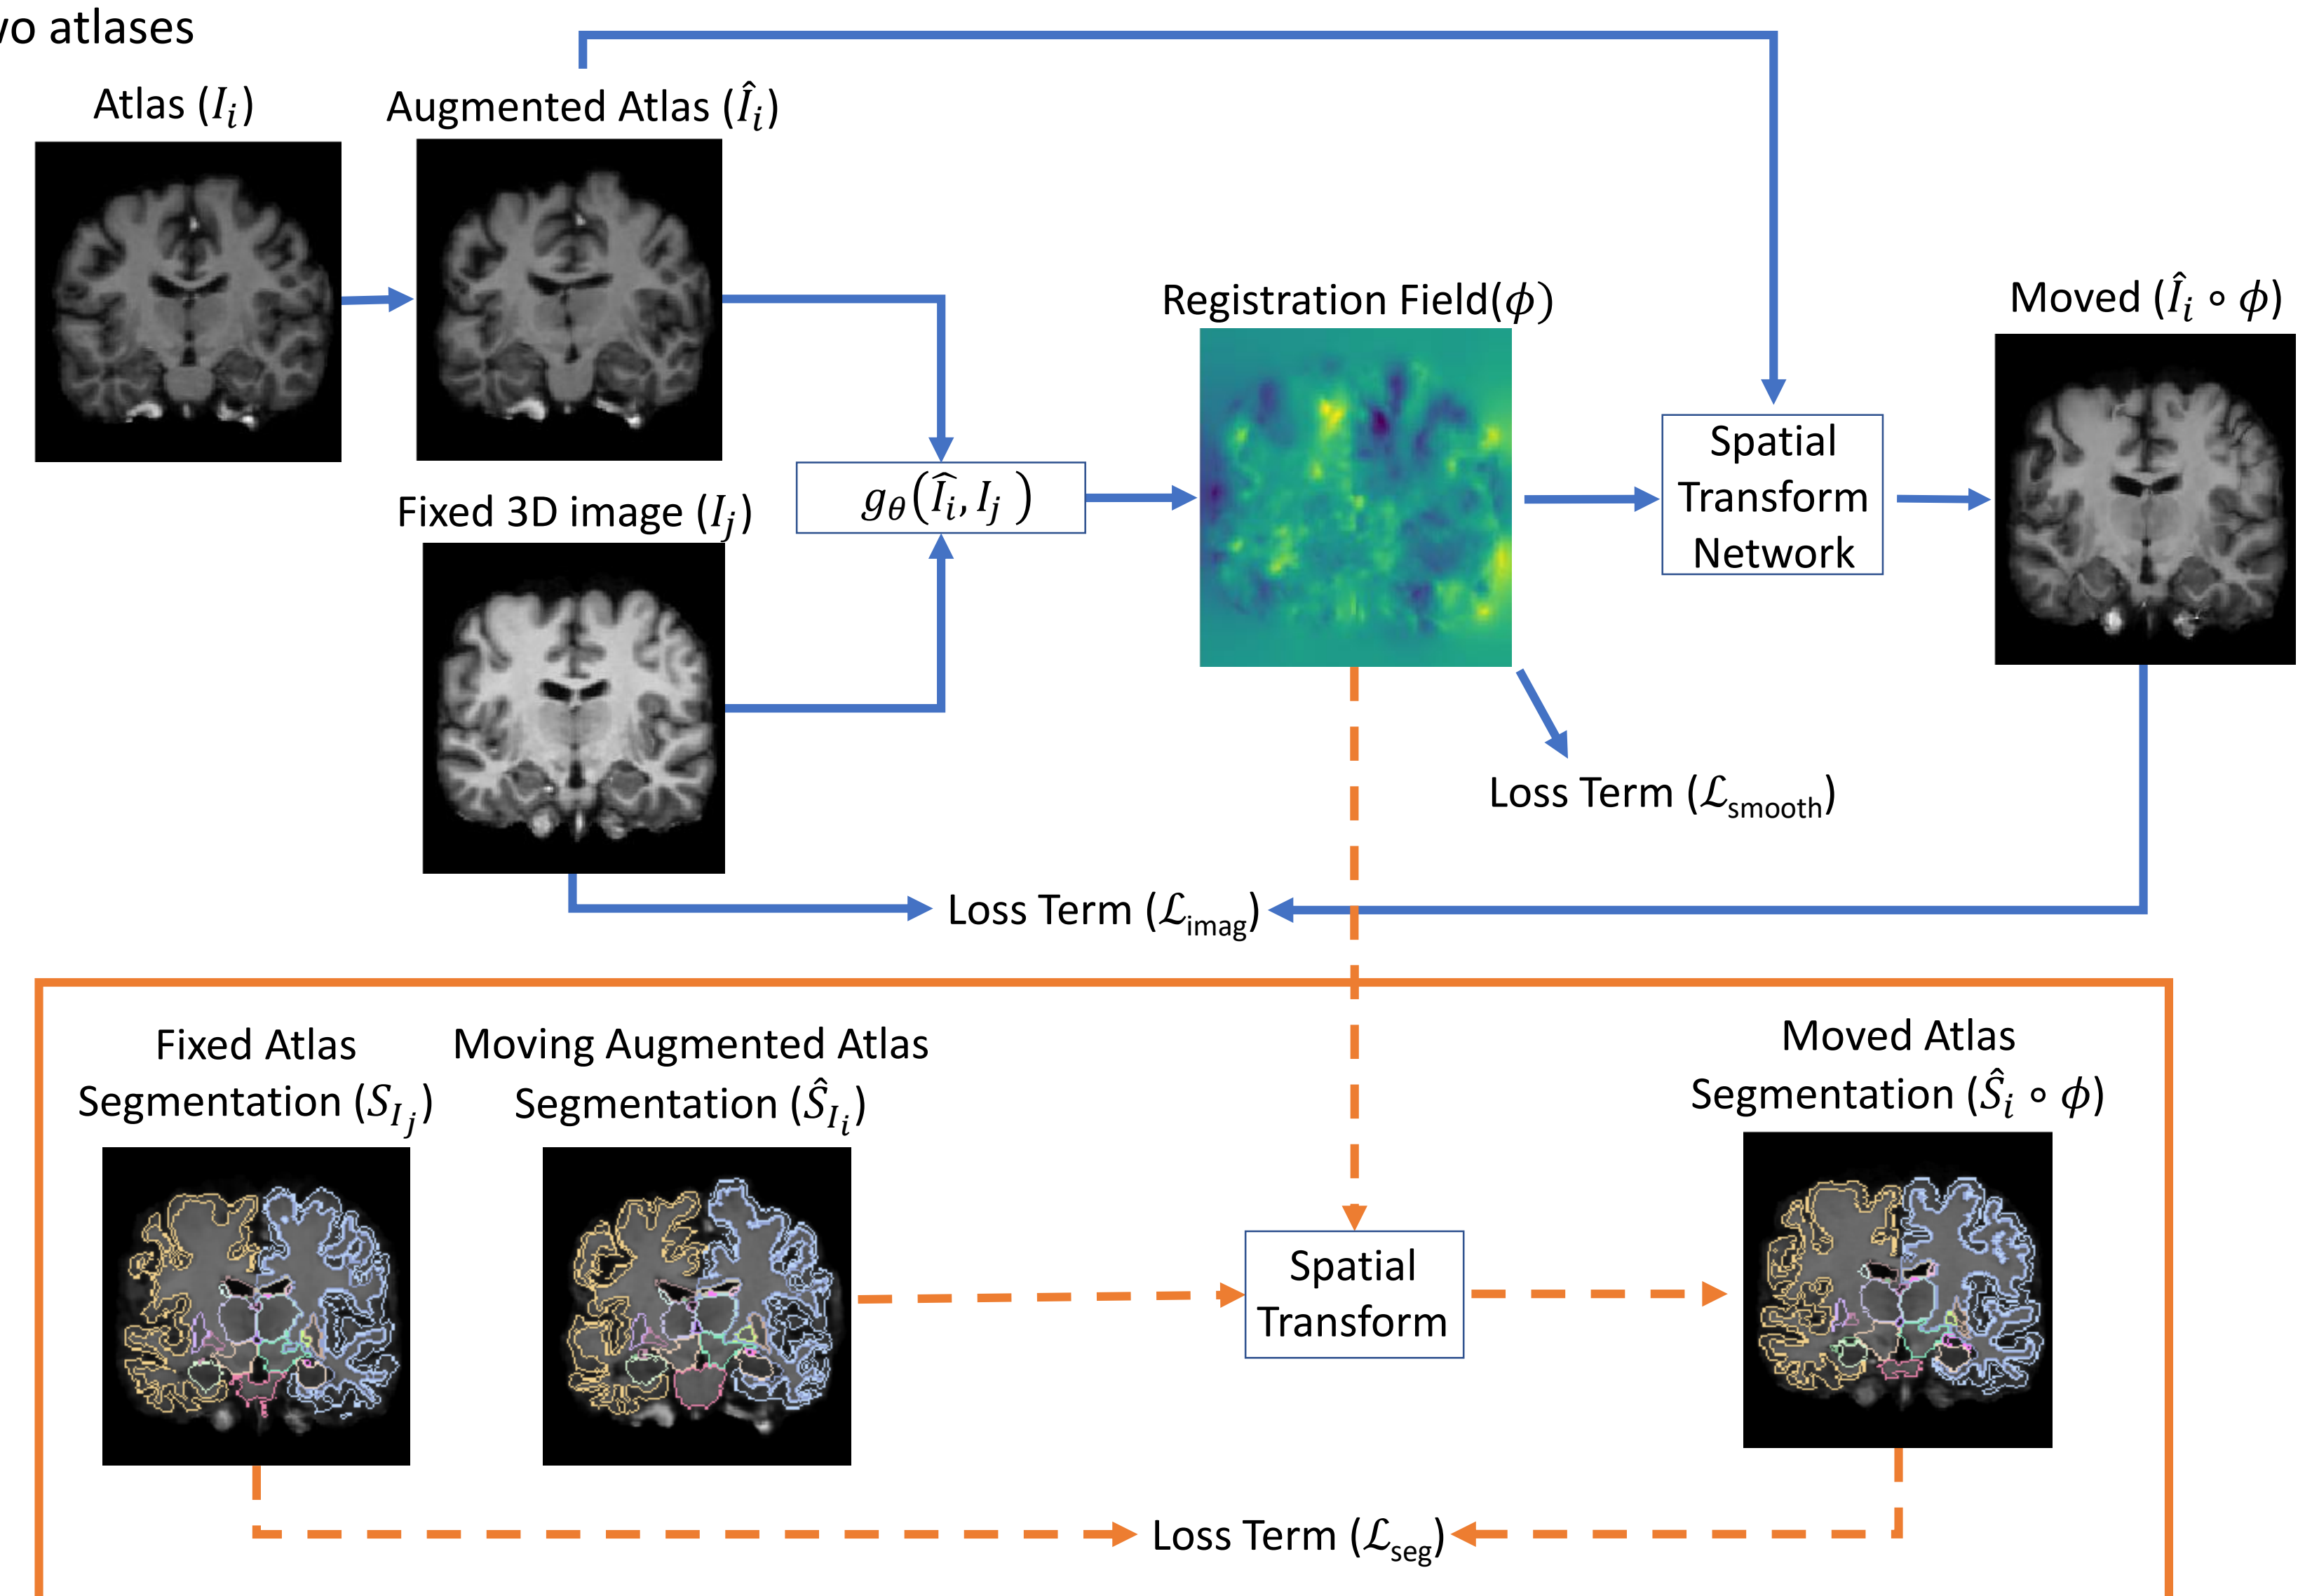 atlases
Atlas (I_i)
Augmented Atlas (Î_i)
Registration Field(ϕ)
Moved (Î_i ∘ ϕ)
Spatial
Transform
Network
g_θ(Î_i, I_j )
Fixed 3D image (I_j)
Loss Term (ℒ_smooth)
Loss Term (ℒ_imag)
Fixed Atlas
Segmentation (S_{I_j})
Moving Augmented Atlas
Segmentation (Ŝ_{I_i})
Moved Atlas
Segmentation (Ŝ_i ∘ ϕ)
Spatial
Transform
Loss Term (ℒ_seg)